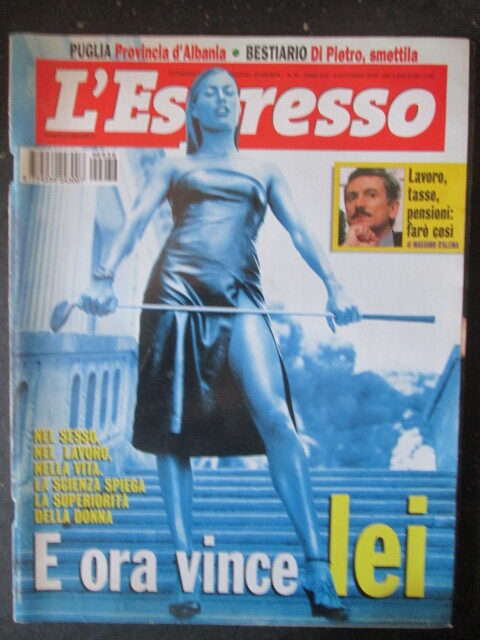 PUGLIA Provincia d'Albania • BESTIARIO Di Pietro, smettila
L'Espresso
Lavoro,
tasse,
pensioni:
farò così
di MASSIMO D'ALEMA
NEL SESSO.
NEL LAVORO.
NELLA VITA.
LA SCIENZA SPIEGA
LA SUPERIORITÀ
DELLA DONNA
E ora vince lei